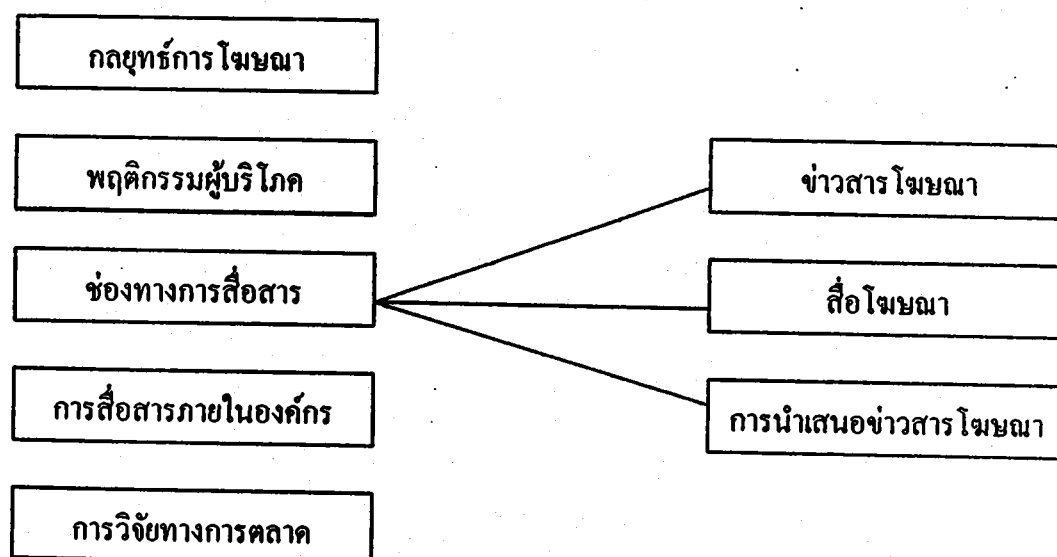 กลยุทธ์การโฆษณา
พฤติกรรมผู้บริโภค
ช่องทางการสื่อสาร
การสื่อสารภายในองค์กร
การวิจัยทางการตลาด
ข่าวสารโฆษณา
สื่อโฆษณา
การนำเสนอข่าวสารโฆษณา